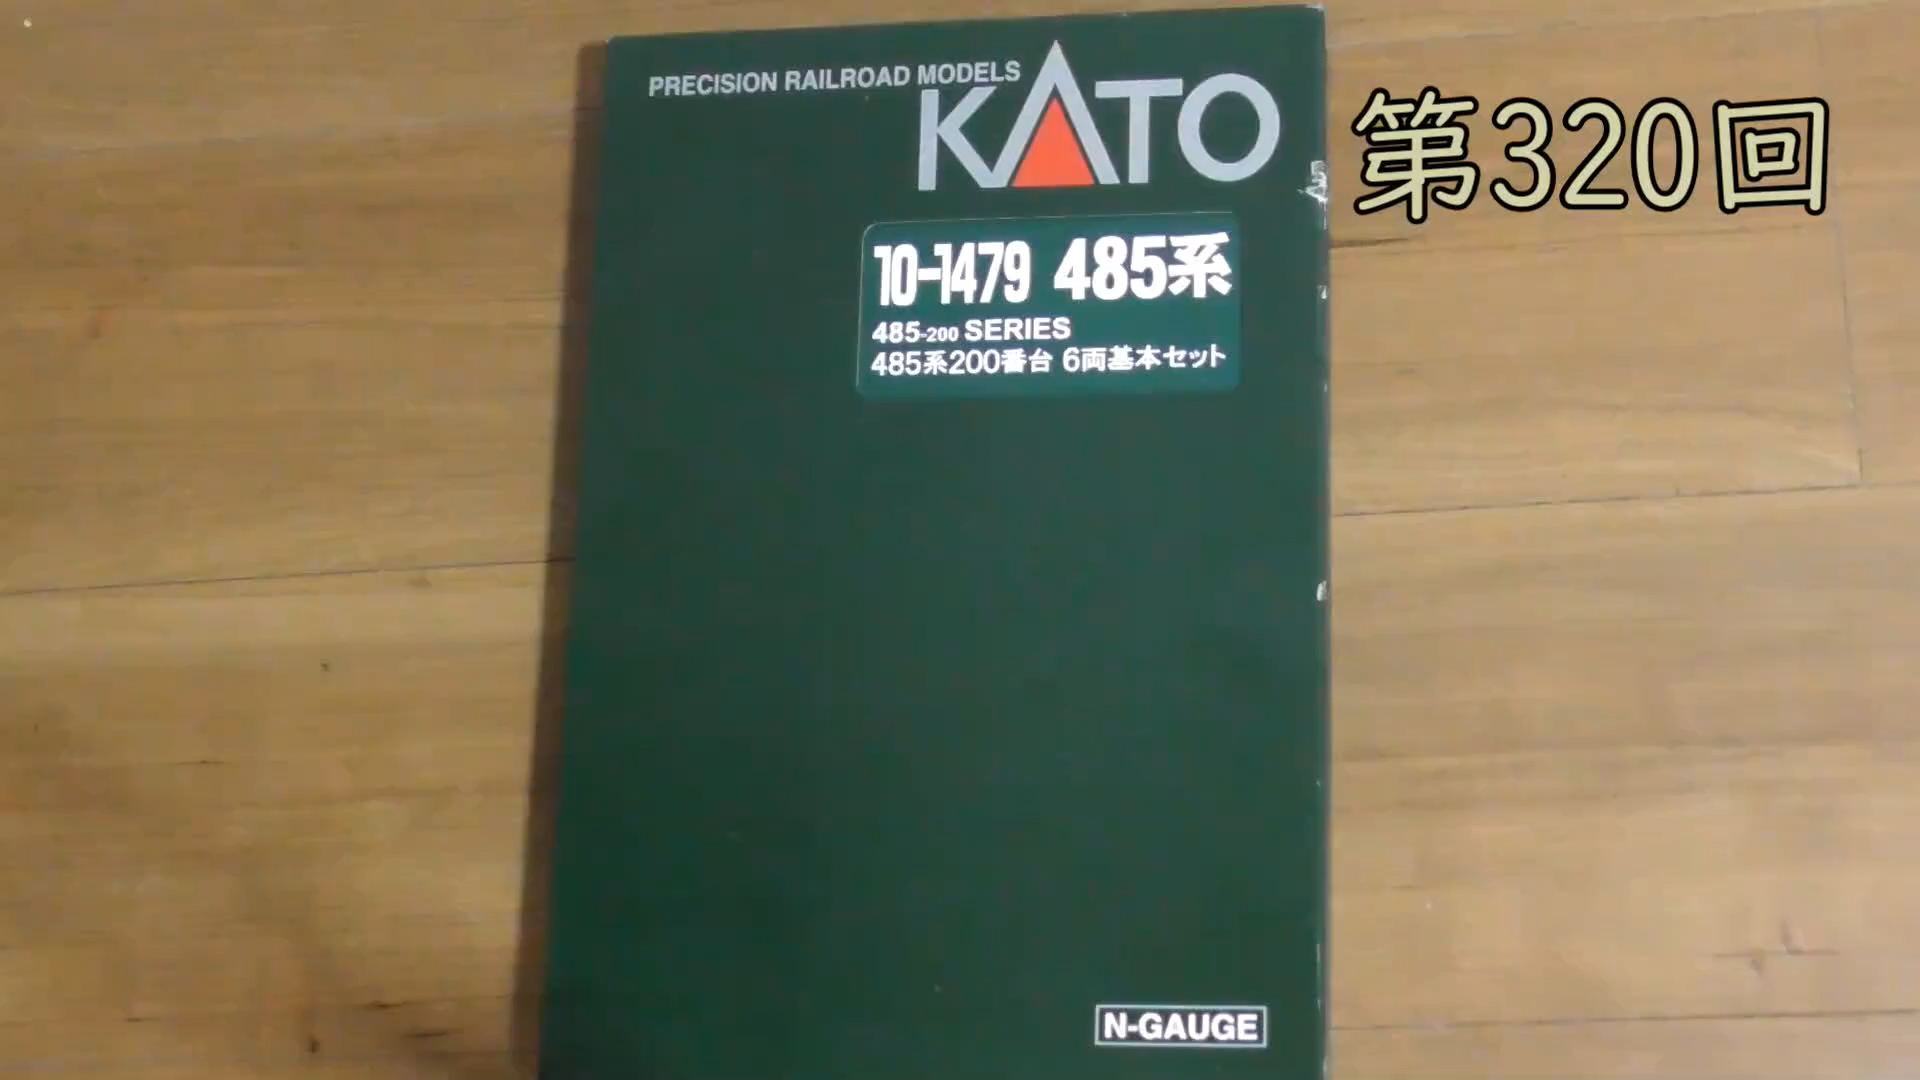 PRECISION RAILROAD MODELS
KATO
第320回
10-1479 485系
485-200 SERIES
485系200番台 6両基本セット
N-GAUGE